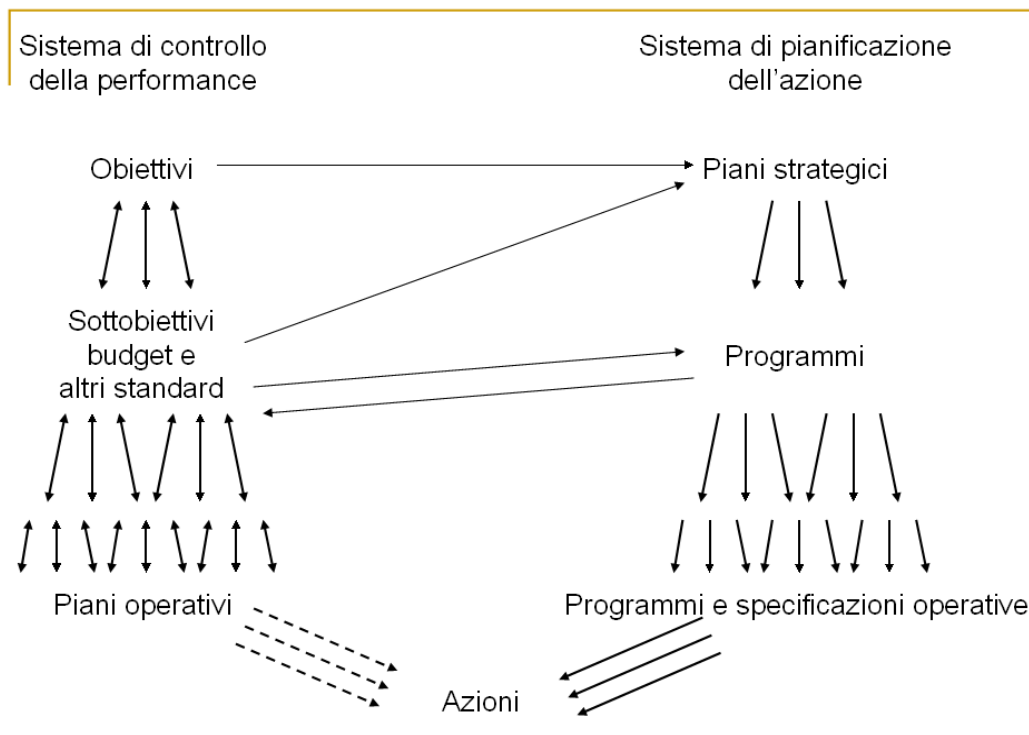 Sistema di controllo
della performance
Sistema di pianificazione
dell'azione
Obiettivi
Piani strategici
Sottobiettivi
budget e
altri standard
Programmi
Piani operativi
Programmi e specificazioni operative
Azioni